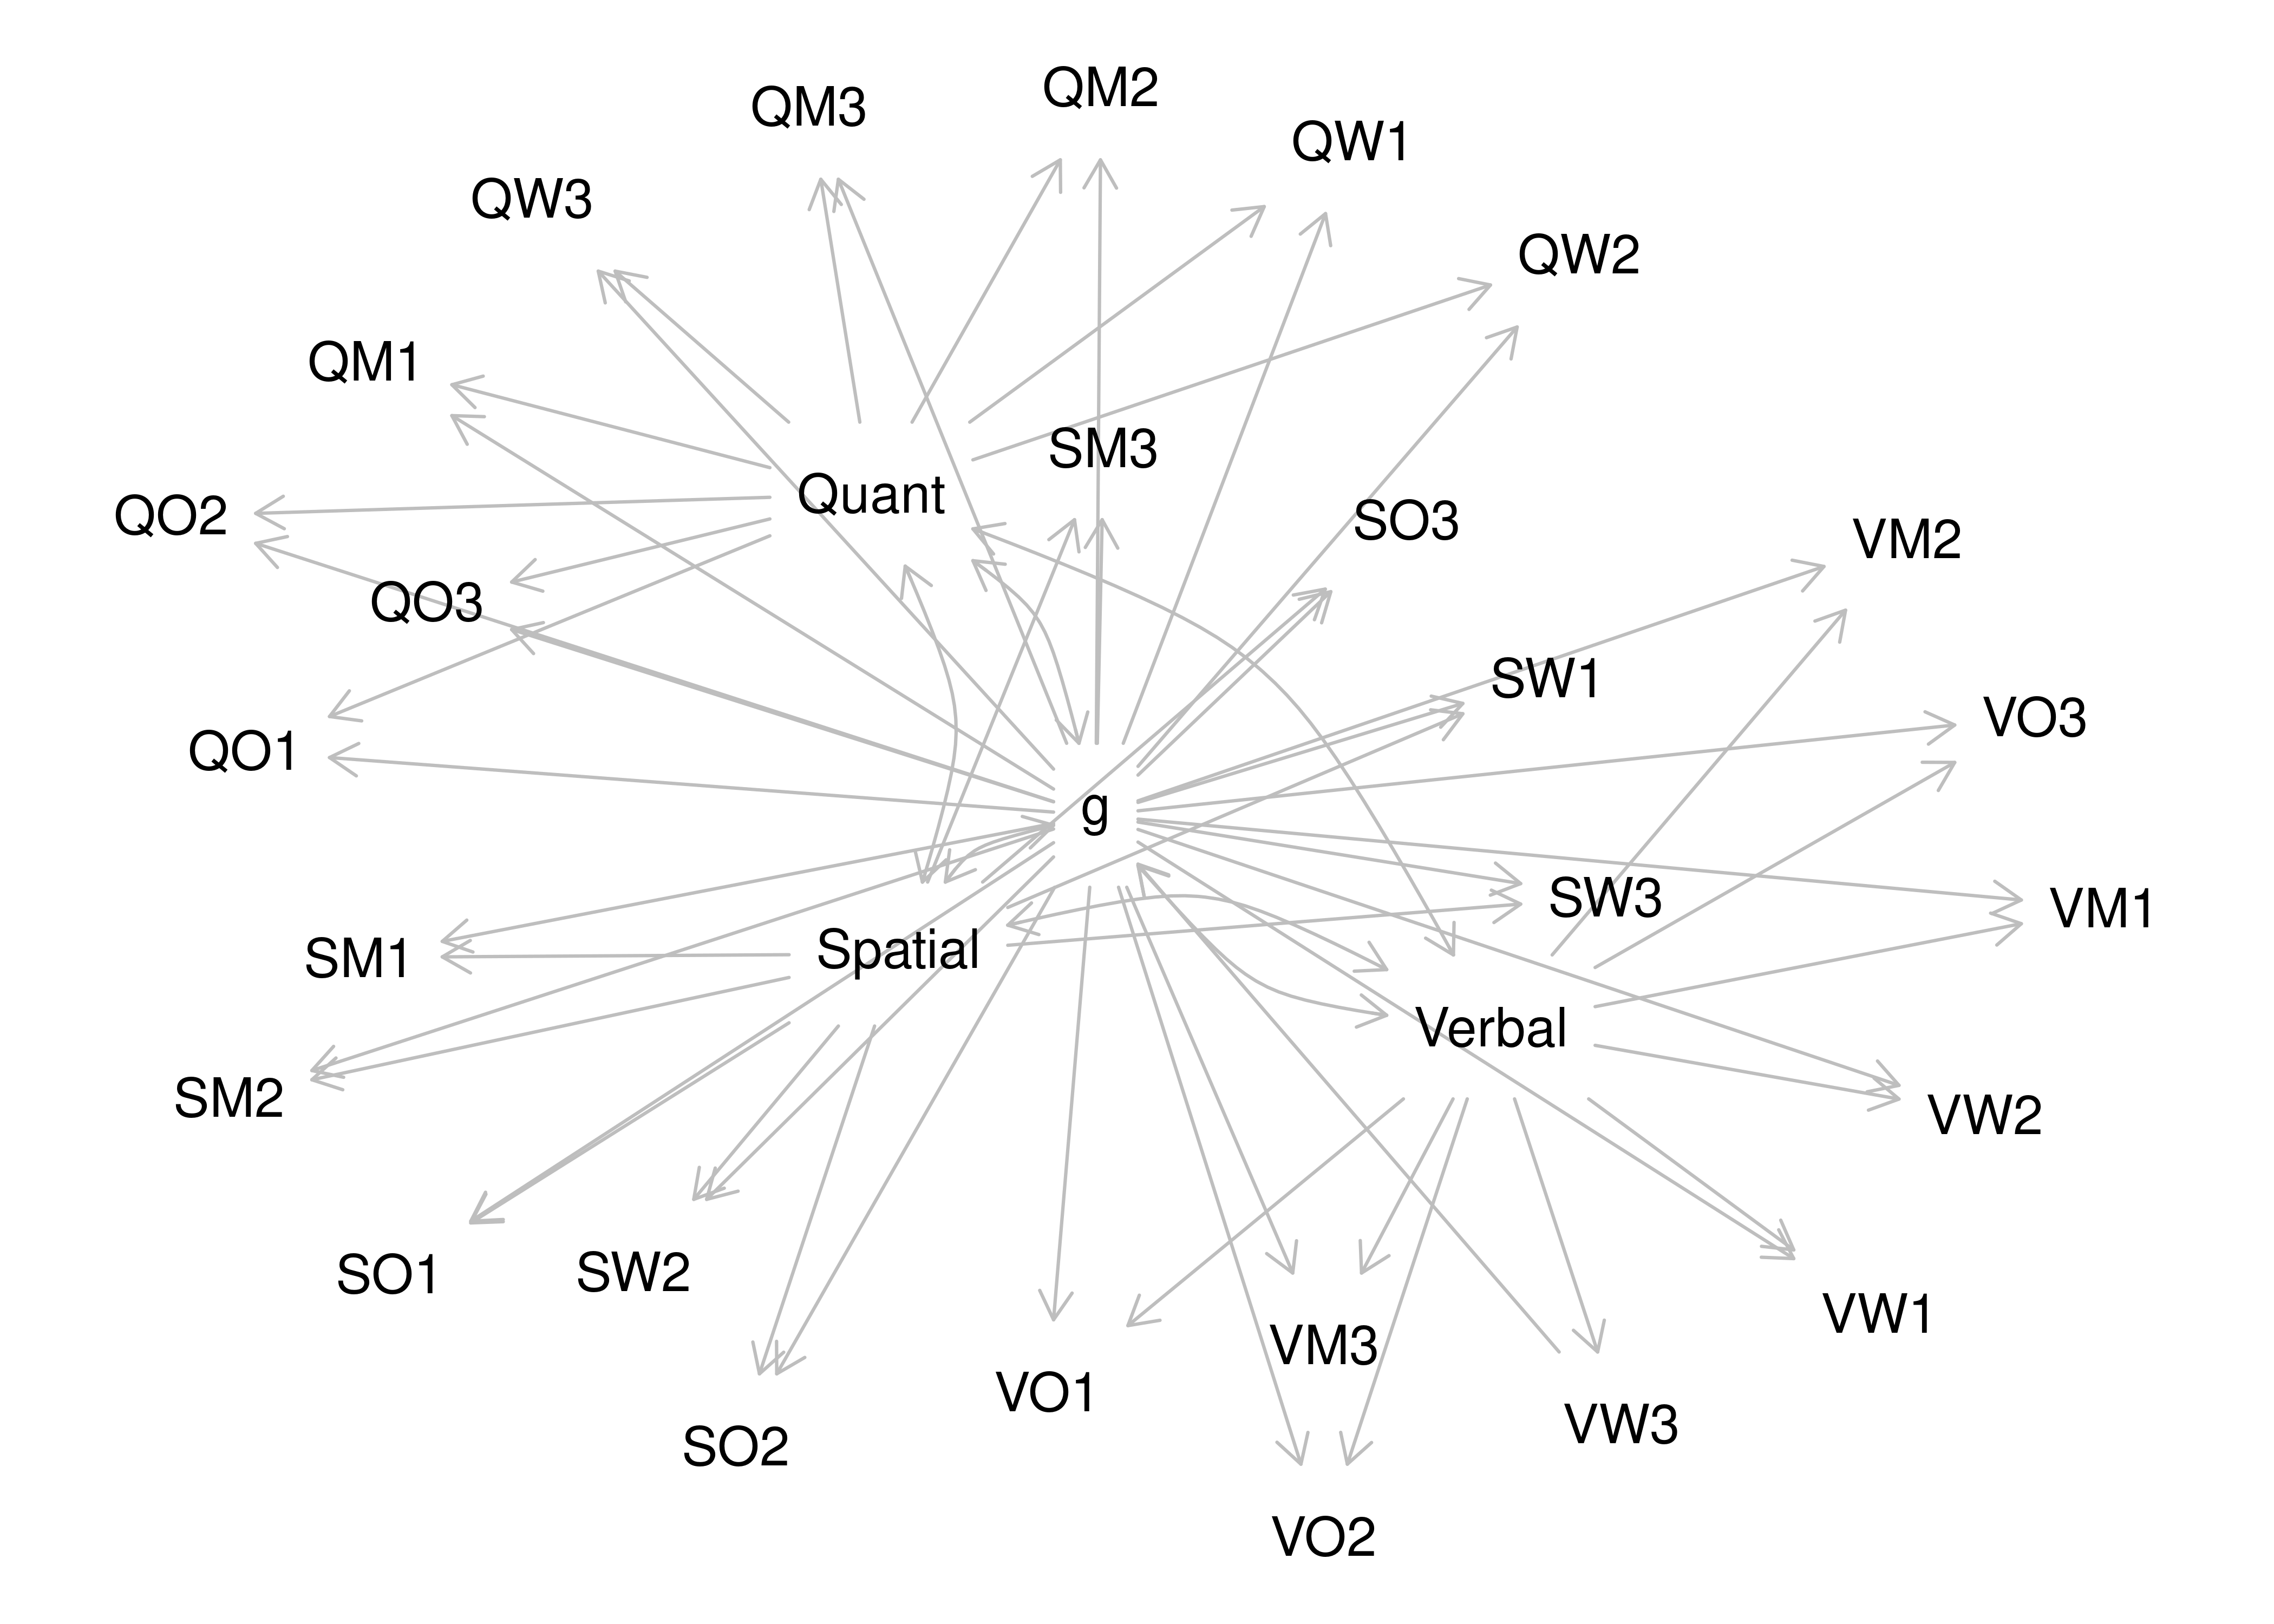 QM2
QM3
QW1
QW3
QW2
QM1
SM3
Quant
QO2
SO3
VM2
QO3
SW1
VO3
QO1
g
SW3
VM1
Spatial
SM1
Verbal
SM2
VW2
SO1
SW2
VW1
VM3
VO1
VW3
SO2
VO2